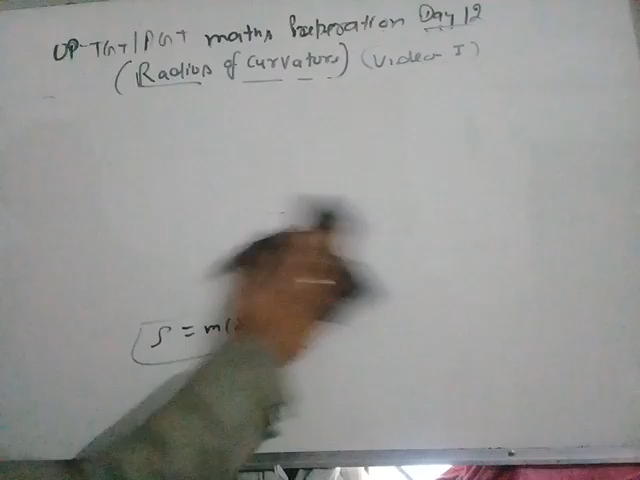 UP-TGT/PGT maths Preparation Day 12
(Radius of curvature) (Video-I)
S = m(